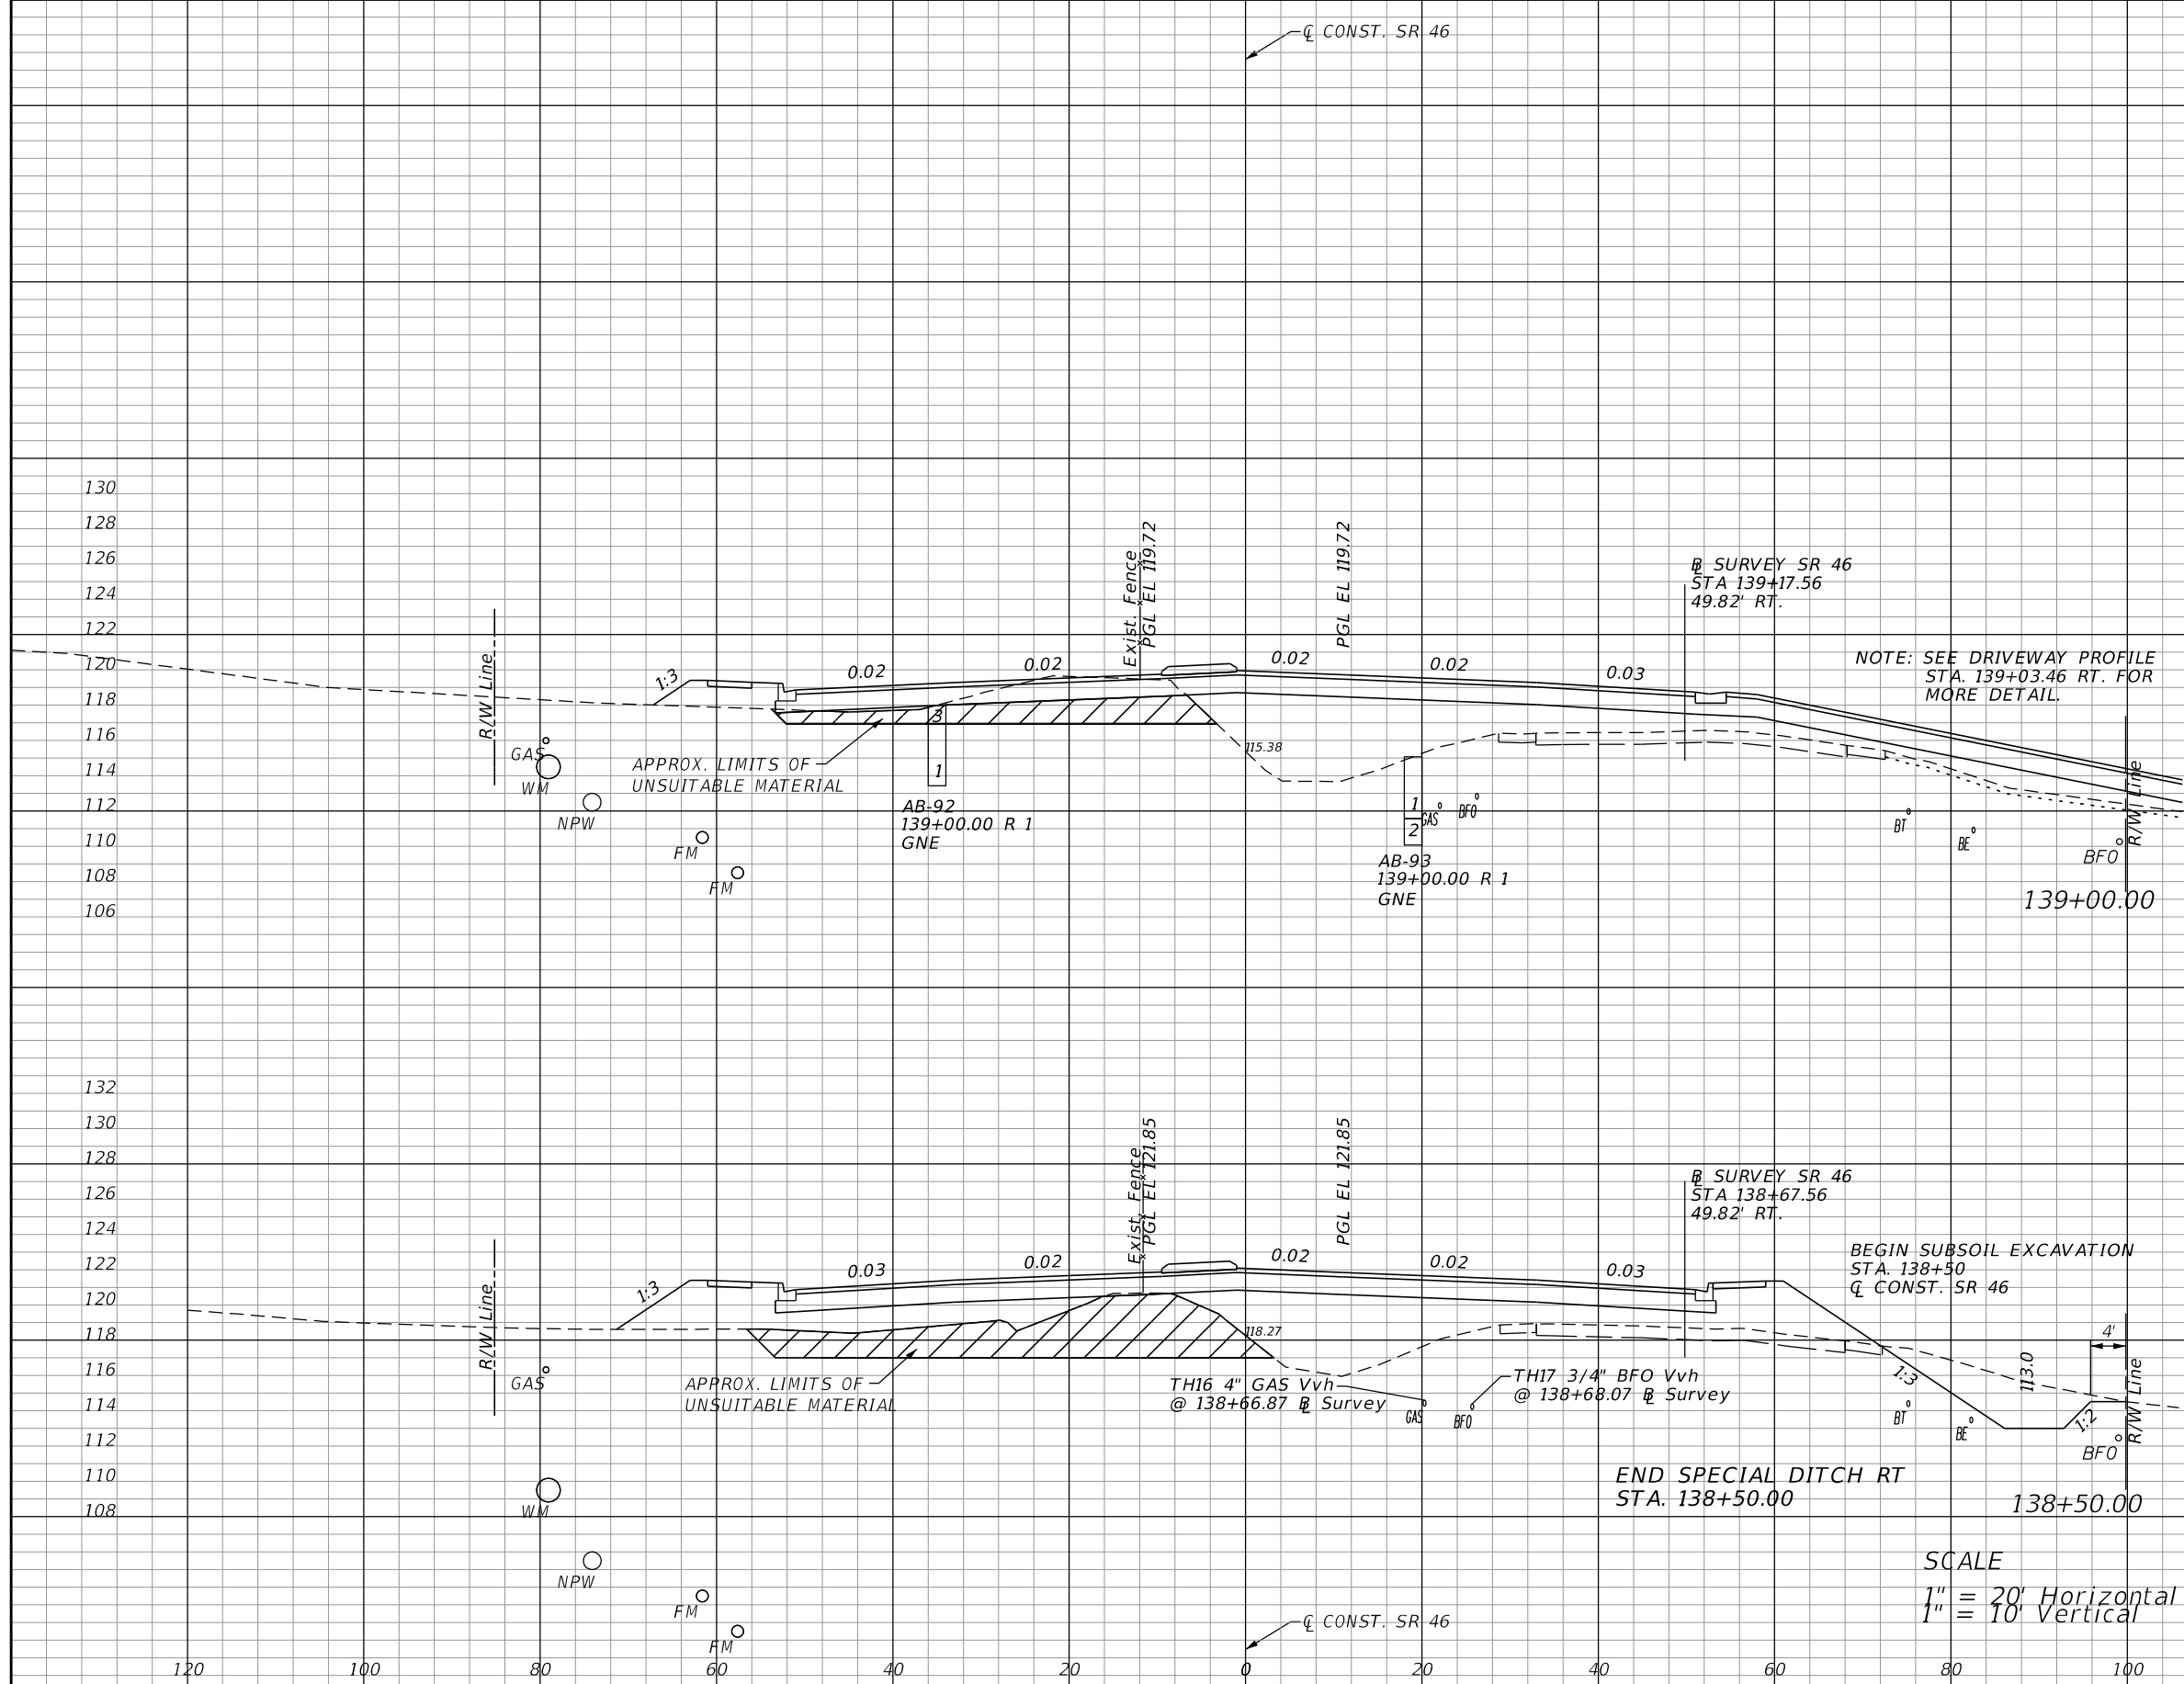 ℄ CONST. SR 46
130
128
126
124
122
120
118
116
114
112
110
108
106
R/W Line
GAS
WM
NPW
FM
FM
1:3
0.02
0.02
Exist. Fence
PGL EL 119.72
0.02
PGL EL 119.72
0.02
0.03
APPROX. LIMITS OF
UNSUITABLE MATERIAL
3
1
AB-92
139+00.00 R 1
GNE
115.38
1
2
GAS
BFO
AB-93
139+00.00 R 1
GNE
B̲L SURVEY SR 46
STA 139+17.56
49.82' RT.
NOTE: SEE DRIVEWAY PROFILE
STA. 139+03.46 RT. FOR
MORE DETAIL.
BT
BE
BFO
R/W Line
139+00.00
132
130
128
126
124
122
120
118
116
114
112
110
108
R/W Line
GAS
WM
NPW
FM
FM
1:3
0.03
0.02
Exist. Fence
PGL EL 121.85
0.02
PGL EL 121.85
0.02
0.03
APPROX. LIMITS OF
UNSUITABLE MATERIAL
118.27
TH16 4" GAS Vvh
@ 138+66.87 B̲L Survey
GAS
BFO
TH17 3/4" BFO Vvh
@ 138+68.07 B̲L Survey
B̲L SURVEY SR 46
STA 138+67.56
49.82' RT.
BEGIN SUBSOIL EXCAVATION
STA. 138+50
℄ CONST. SR 46
4'
113.0
1:3
1:2
BT
BE
BFO
R/W Line
END SPECIAL DITCH RT
STA. 138+50.00
138+50.00
SCALE
1" = 20' Horizontal
1" = 10' Vertical
℄ CONST. SR 46
120
100
80
60
40
20
0
20
40
60
80
100